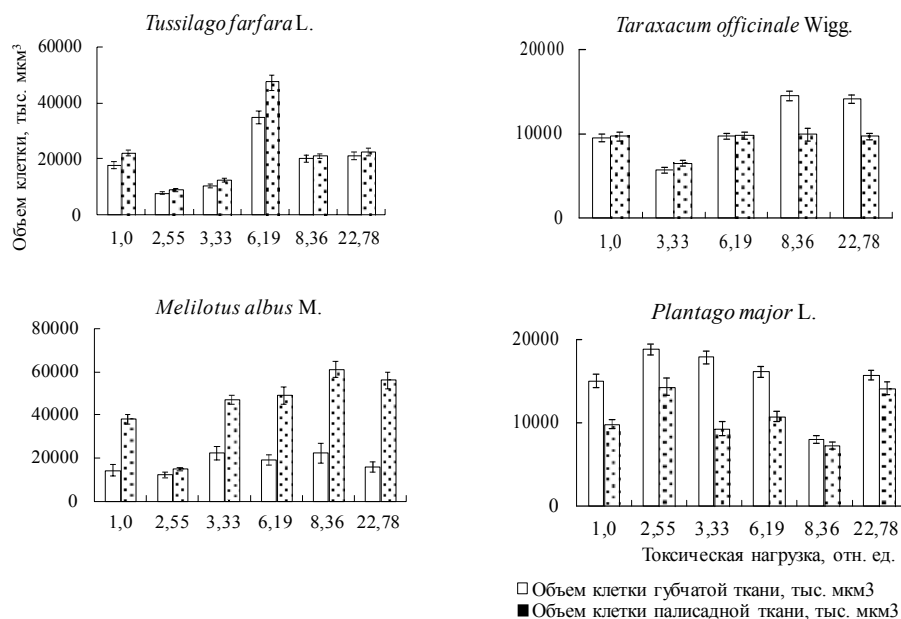 Tussilago farfara L.
Объем клетки, тыс. мкм³
60000
40000
20000
0
1,0 2,55 3,33 6,19 8,36 22,78
Taraxacum officinale Wigg.
20000
10000
0
1,0 3,33 6,19 8,36 22,78
Melilotus albus M.
80000
60000
40000
20000
0
1,0 2,55 3,33 6,19 8,36 22,78
Plantago major L.
20000
10000
0
1,0 2,55 3,33 6,19 8,36 22,78
Токсическая нагрузка, отн. ед.
Объем клетки губчатой ткани, тыс. мкм3
Объем клетки палисадной ткани, тыс. мкм3